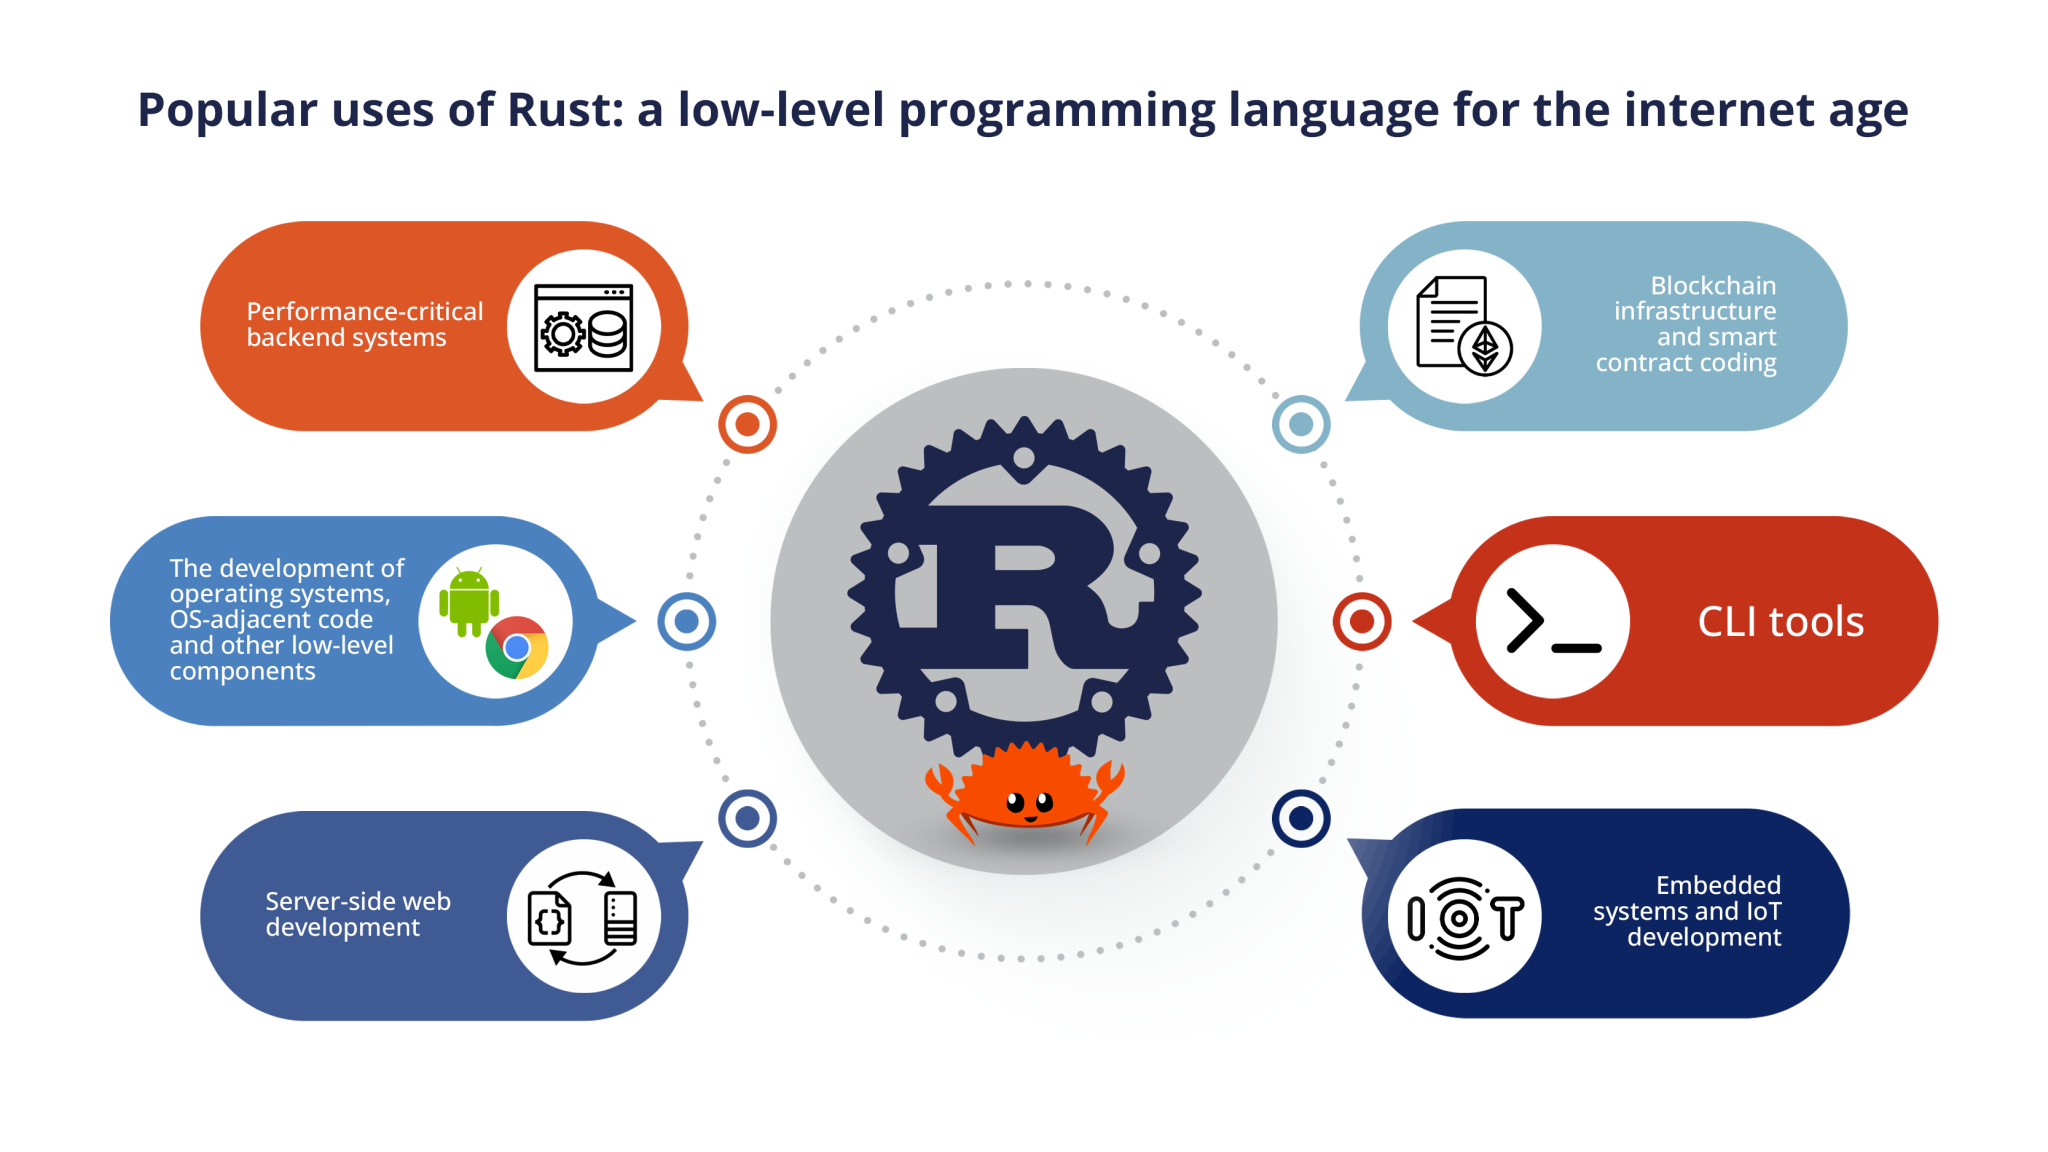 Popular uses of Rust: a low-level programming language for the internet age
Performance-critical
backend systems
The development of
operating systems,
OS-adjacent code
and other low-level
components
Server-side web
development
R
Blockchain
infrastructure
and smart
contract coding
CLI tools
IOT
Embedded
systems and IoT
development